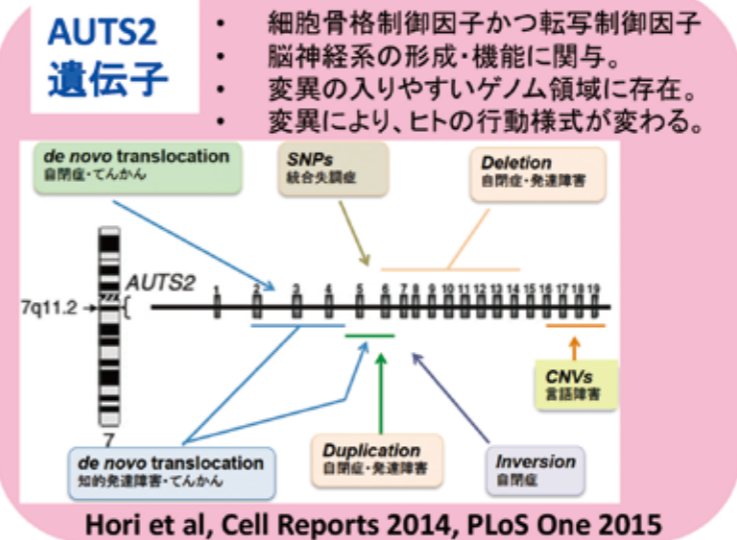 AUTS2
遺伝子
• 細胞骨格制御因子かつ転写制御因子
• 脳神経系の形成・機能に関与。
• 変異の入りやすいゲノム領域に存在。
• 変異により、ヒトの行動様式が変わる。
de novo translocation
自閉症・てんかん
SNPs
統合失調症
Deletion
自閉症・発達障害
AUTS2
1 2 3 4 5 6 7 8 9 10 11 12 13 14 15 16 17 18 19
7q11.2
7
CNVs
言語障害
de novo translocation
知的発達障害・てんかん
Duplication
自閉症・発達障害
Inversion
自閉症
Hori et al, Cell Reports 2014, PLoS One 2015